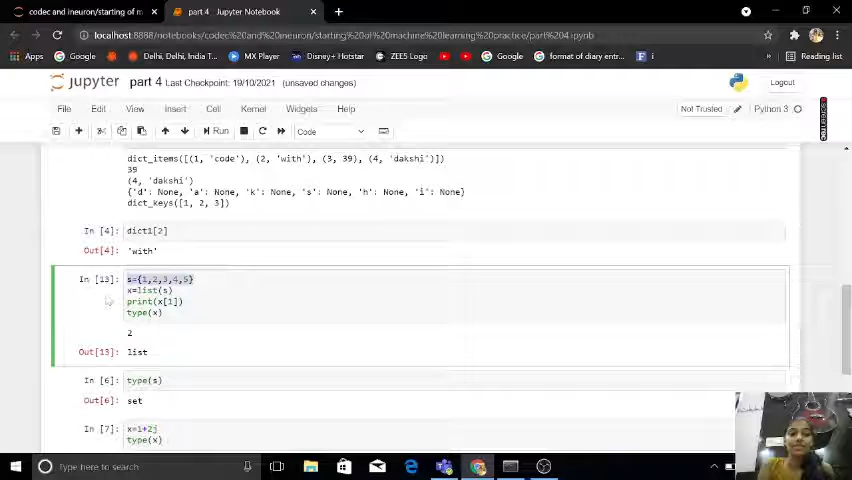 codec and ineuron/starting of m
part 4 - Jupyter Notebook
localhost:8888/notebooks/codec%20and%20ineuron/starting%20of%20machine%20learning%20practice/part%204.ipynb
Apps
Google
Delhi, Delhi, India T...
MX Player
Disney+ Hotstar
ZEE5 Logo
Google
format of diary entr...
i
Reading list
jupyter part 4 Last Checkpoint: 19/10/2021 (unsaved changes)
Logout
File Edit View Insert Cell Kernel Widgets Help
Not Trusted
Python 3
Run
Code
dict_items([(1, 'code'), (2, 'with'), (3, 39), (4, 'dakshi')])
39
(4, 'dakshi')
{'d': None, 'a': None, 'k': None, 's': None, 'h': None, 'i': None}
dict_keys([1, 2, 3])
In [4]: dict1[2]
Out[4]: 'with'
In [13]: s={1,2,3,4,5}
x=list(s)
print(x[1])
type(x)
2
Out[13]: list
In [6]: type(s)
Out[6]: set
In [7]: x=1+2j
type(x)
Type here to search